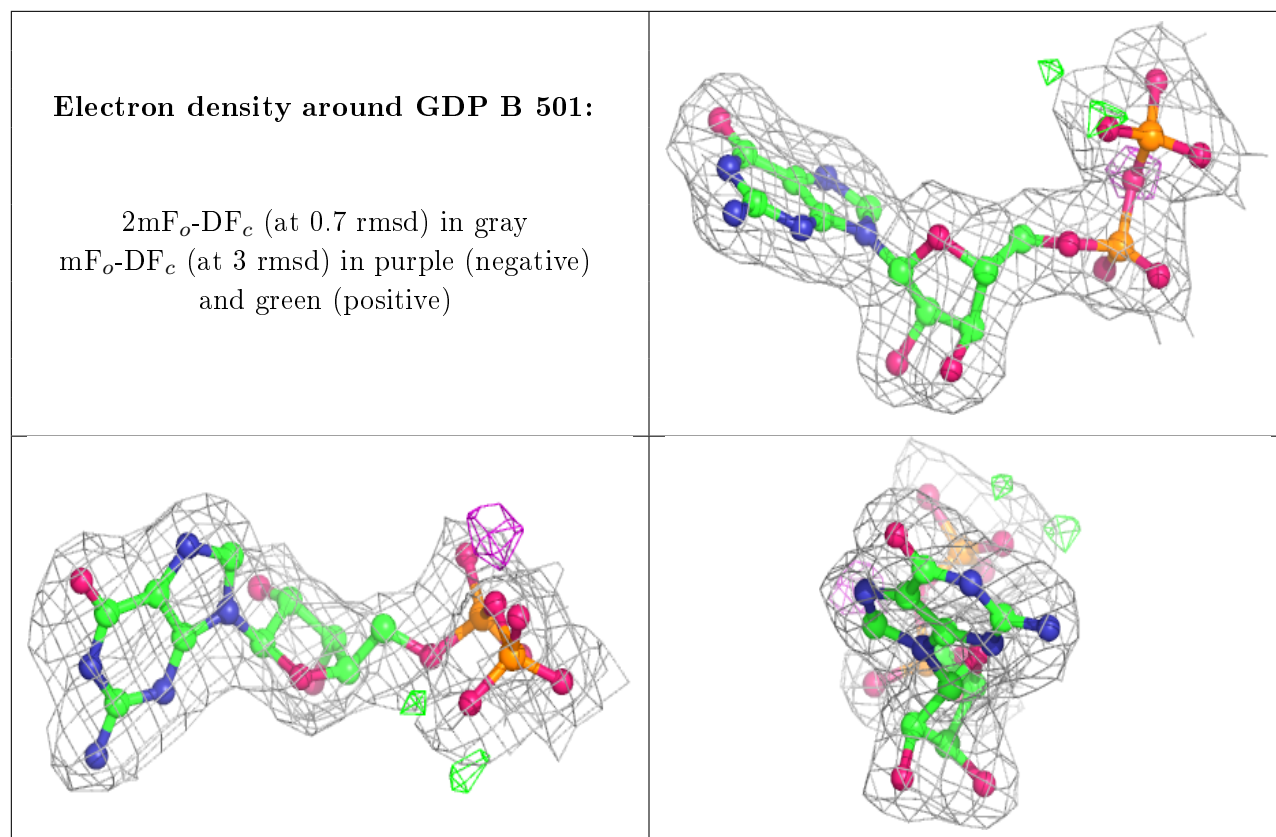 Electron density around GDP B 501:
2mFₒ-DF𝒸 (at 0.7 rmsd) in gray
mFₒ-DF𝒸 (at 3 rmsd) in purple (negative)
and green (positive)